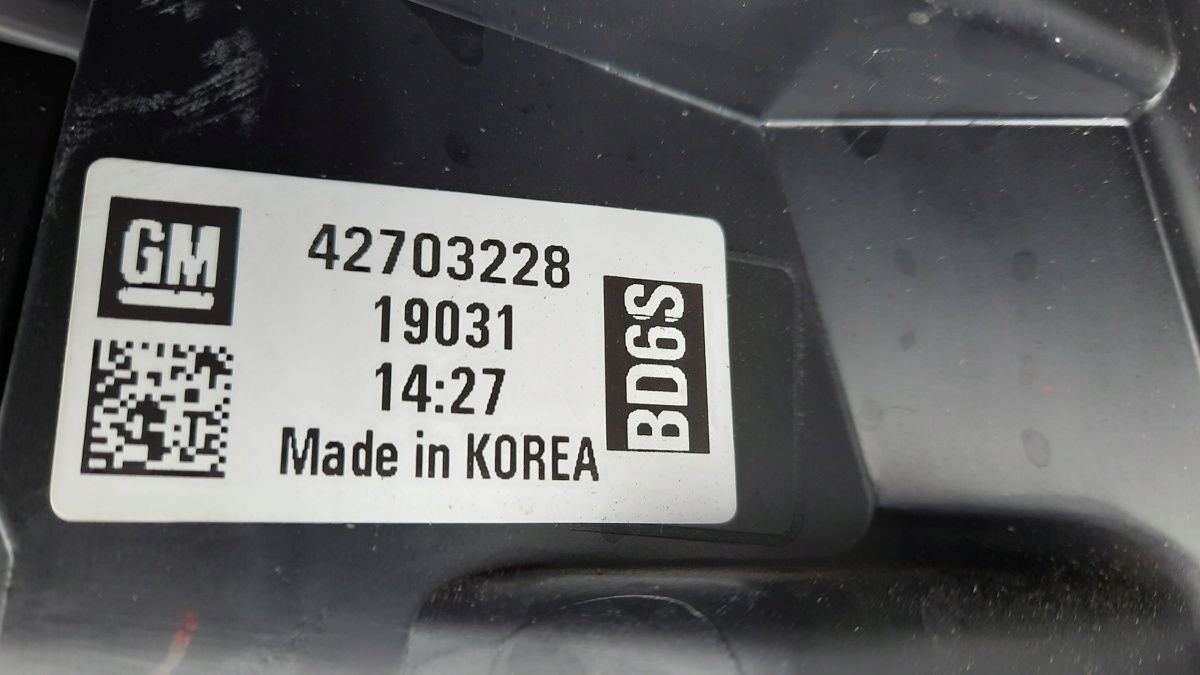 GM
42703228
19031
14:27
Made in KOREA
BD6S